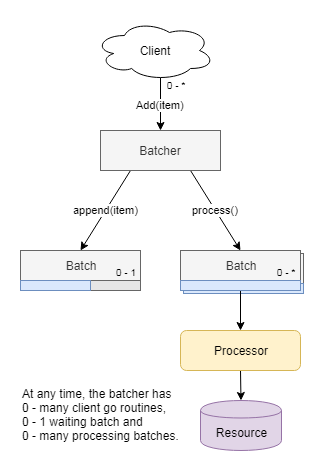 Client
0 - *
Add(item)
Batcher
append(item)
process()
Batch
0 - 1
Batch
0 - *
Processor
Resource
At any time, the batcher has
0 - many client go routines,
0 - 1 waiting batch and
0 - many processing batches.